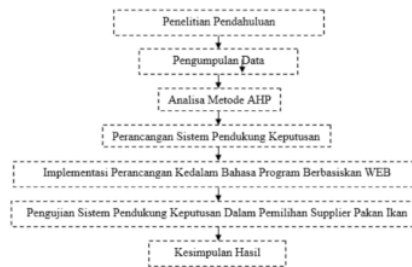 Penelitian Pendahuluan
Pengumpulan Data
Analisa Metode AHP
Perancangan Sistem Pendukung Keputusan
Implementasi Perancangan Kedalam Bahasa Program Berbasiskan WEB
Pengujian Sistem Pendukung Keputusan Dalam Pemilihan Supplier Pakan Ikan
Kesimpulan Hasil